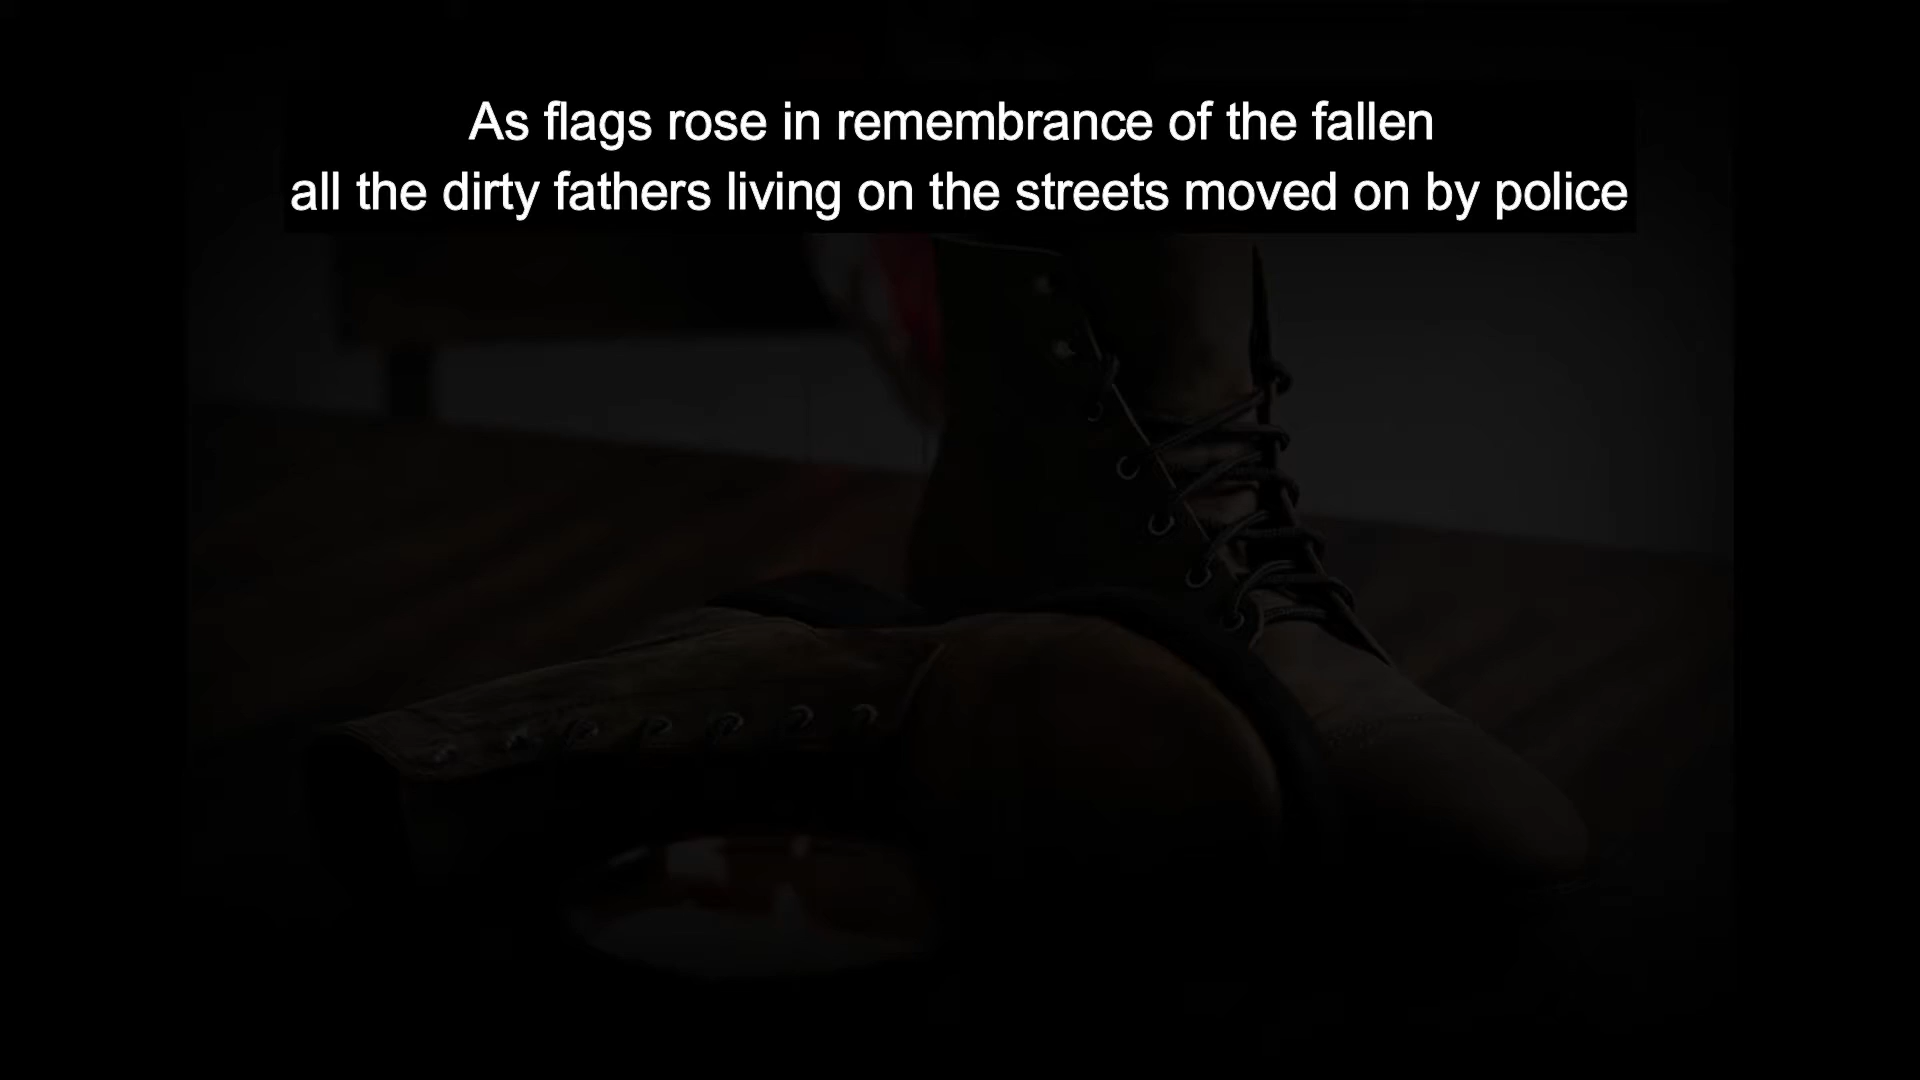 As flags rose in remembrance of the fallen
all the dirty fathers living on the streets moved on by police